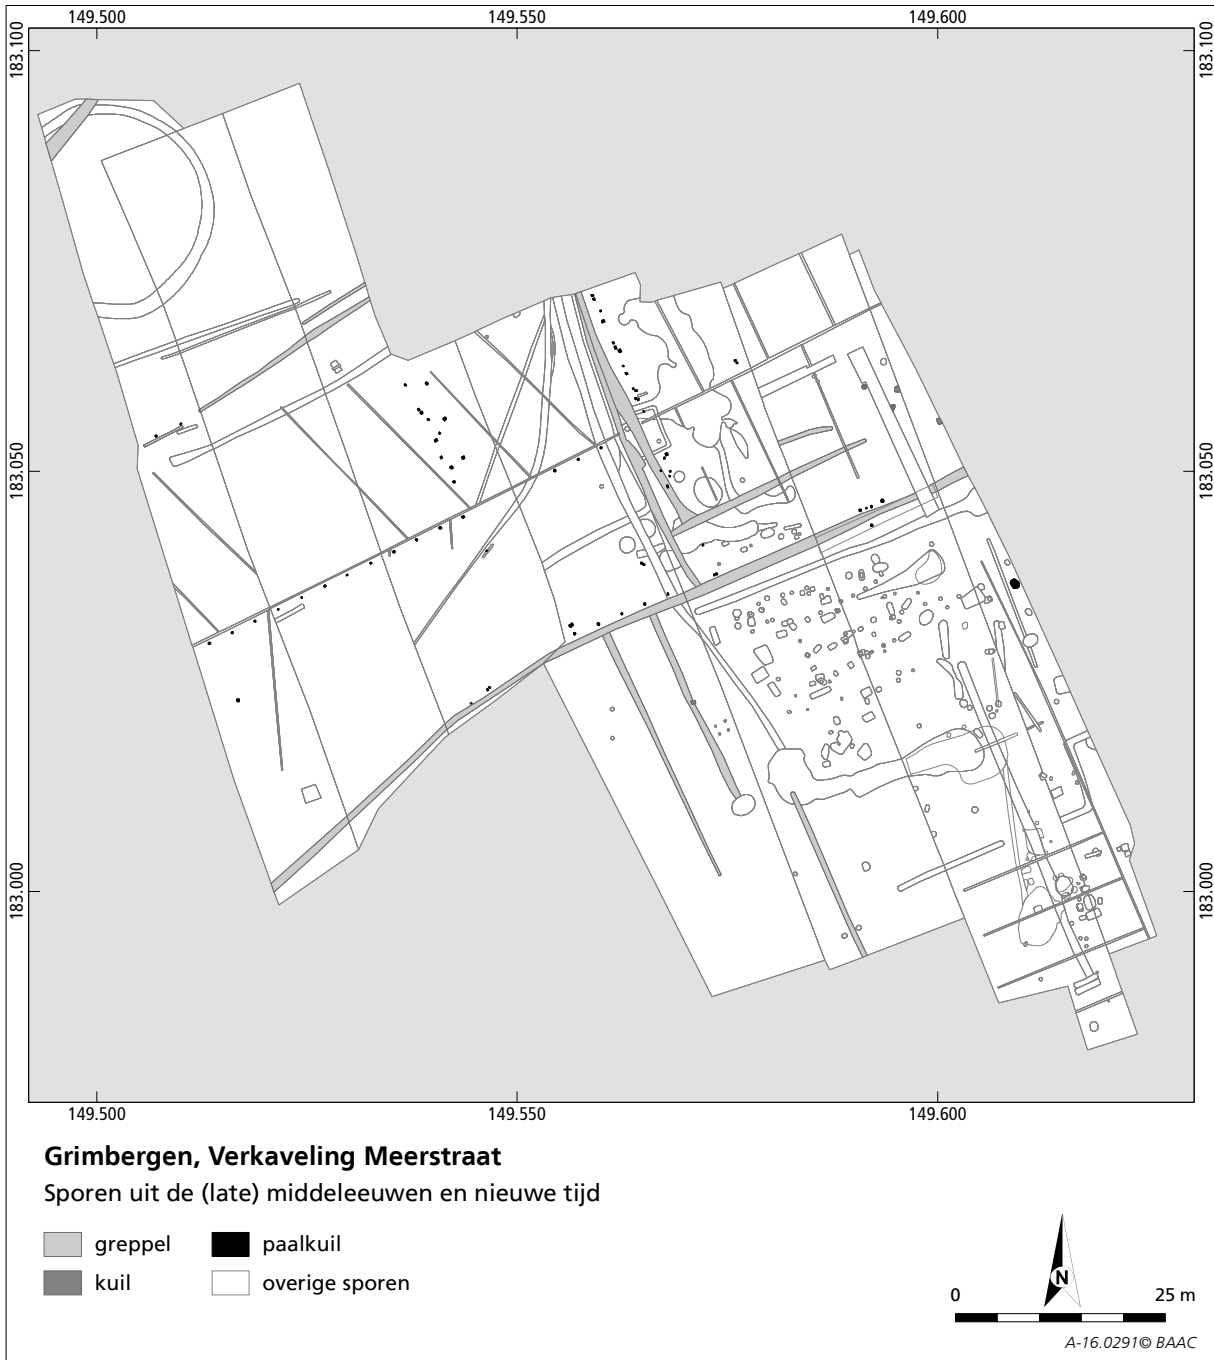 149.500 149.550 149.600
183.100 183.100
183.050 183.050
183.000 183.000
149.500 149.550 149.600
Grimbergen, Verkaveling Meerstraat
Sporen uit de (late) middeleeuwen en nieuwe tijd
greppel paalkuil
kuil overige sporen
N
0 25 m
A-16.0291© BAAC